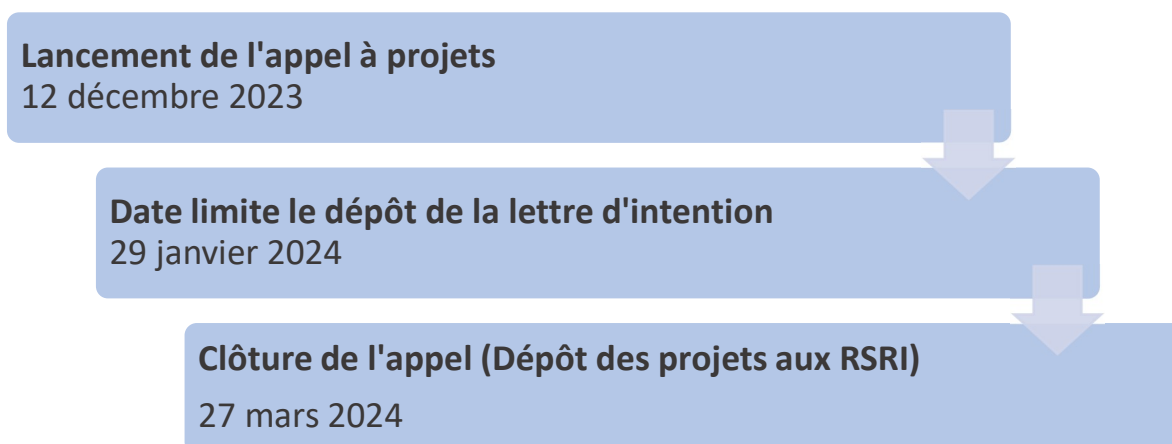 Lancement de l'appel à projets
12 décembre 2023
Date limite le dépôt de la lettre d'intention
29 janvier 2024
Clôture de l'appel (Dépôt des projets aux RSRI)
27 mars 2024